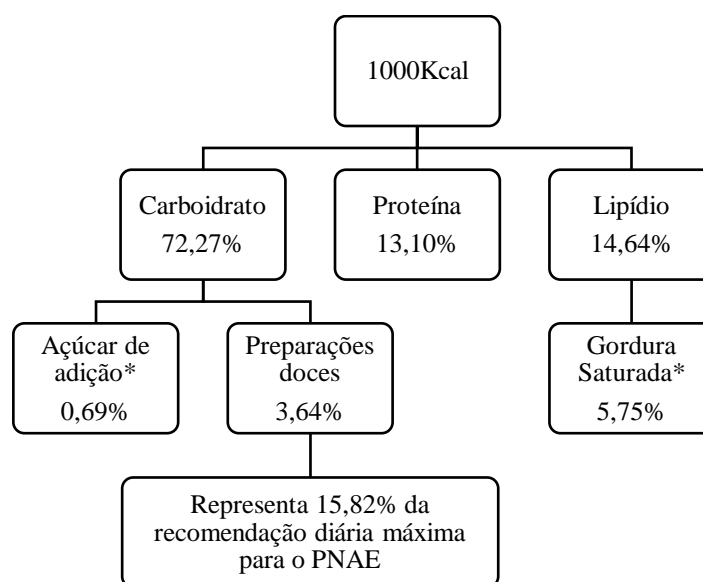 1000Kcal
Carboidrato
72,27%
Proteína
13,10%
Lipídio
14,64%
Açúcar de
adição*
0,69%
Preparações
doces
3,64%
Gordura
Saturada*
5,75%
Representa 15,82% da
recomendação diária máxima
para o PNAE